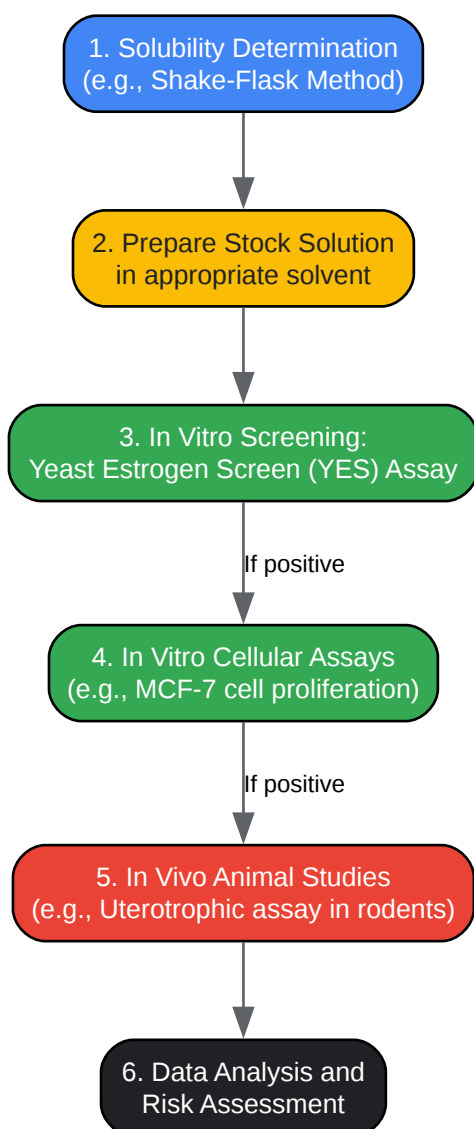 1. Solubility Determination
(e.g., Shake-Flask Method)
2. Prepare Stock Solution
in appropriate solvent
3. In Vitro Screening:
Yeast Estrogen Screen (YES) Assay
If positive
4. In Vitro Cellular Assays
(e.g., MCF-7 cell proliferation)
If positive
5. In Vivo Animal Studies
(e.g., Uterotrophic assay in rodents)
6. Data Analysis and
Risk Assessment